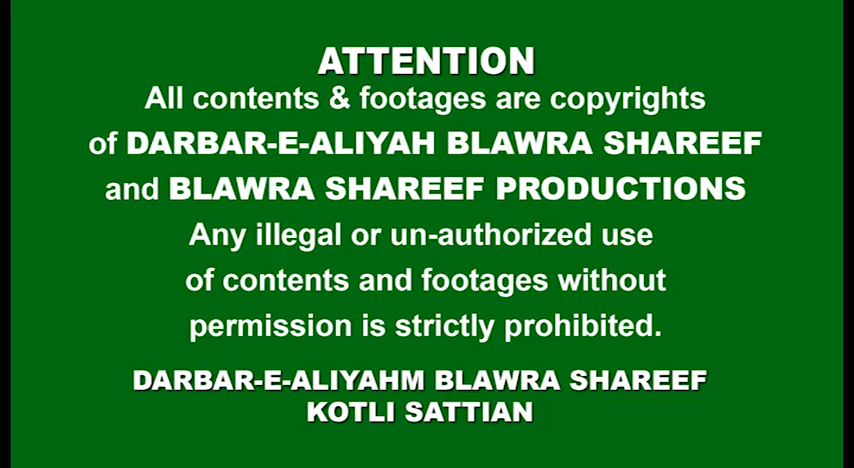 ATTENTION
All contents & footages are copyrights
of DARBAR-E-ALIYAH BLAWRA SHAREEF
and BLAWRA SHAREEF PRODUCTIONS
Any illegal or un-authorized use
of contents and footages without
permission is strictly prohibited.
DARBAR-E-ALIYAHM BLAWRA SHAREEF
KOTLI SATTIAN